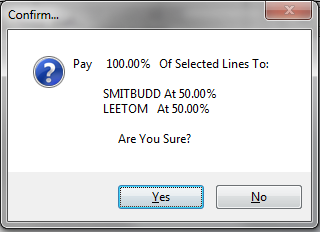 Confirm...
Pay 100.00% Of Selected Lines To:
SMITBUDD At 50.00%
LEETOM At 50.00%
Are You Sure?
Yes
No